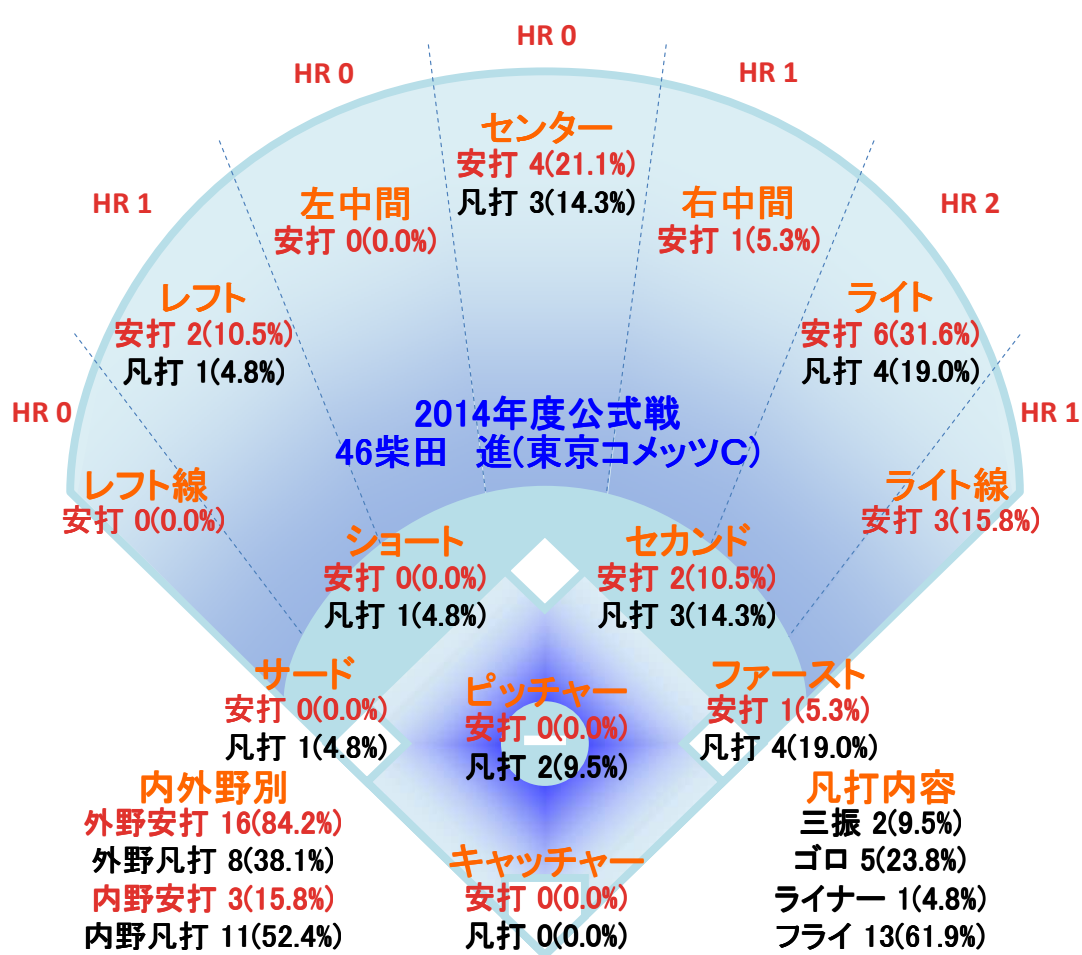 HR 0
HR 0
HR 1
センター
安打 4(21.1%)
凡打 3(14.3%)
HR 1
左中間
安打 0(0.0%)
右中間
安打 1(5.3%)
HR 2
レフト
安打 2(10.5%)
凡打 1(4.8%)
ライト
安打 6(31.6%)
凡打 4(19.0%)
HR 0
2014年度公式戦
46柴田　進(東京コメッツC)
HR 1
レフト線
安打 0(0.0%)
ライト線
安打 3(15.8%)
ショート
安打 0(0.0%)
凡打 1(4.8%)
セカンド
安打 2(10.5%)
凡打 3(14.3%)
サード
安打 0(0.0%)
凡打 1(4.8%)
ピッチャー
安打 0(0.0%)
凡打 2(9.5%)
ファースト
安打 1(5.3%)
凡打 4(19.0%)
内外野別
外野安打 16(84.2%)
外野凡打 8(38.1%)
内野安打 3(15.8%)
内野凡打 11(52.4%)
キャッチャー
安打 0(0.0%)
凡打 0(0.0%)
凡打内容
三振 2(9.5%)
ゴロ 5(23.8%)
ライナー 1(4.8%)
フライ 13(61.9%)